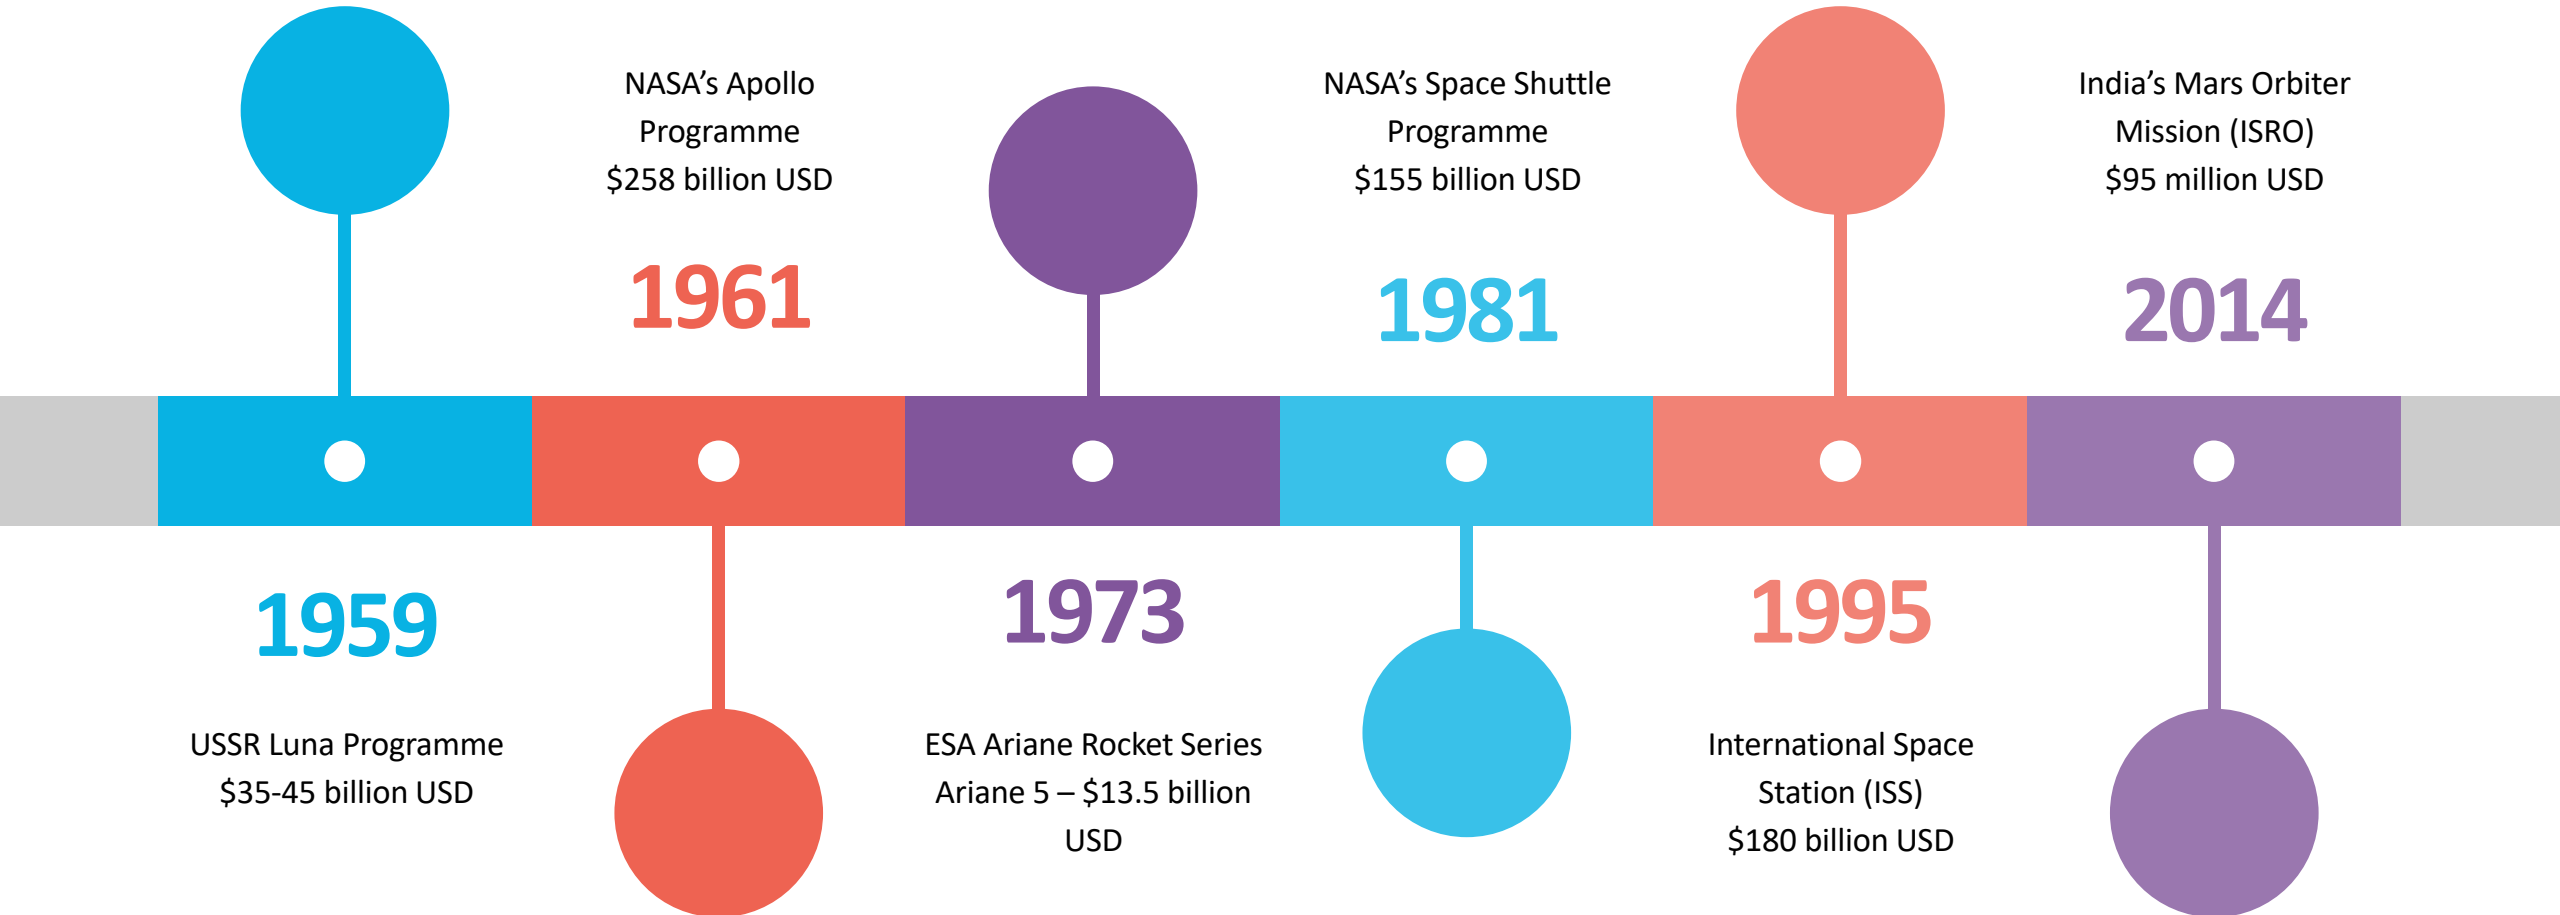 1959
USSR Luna Programme
$35-45 billion USD
NASA’s Apollo
Programme
$258 billion USD
1961
1973
ESA Ariane Rocket Series
Ariane 5 – $13.5 billion
USD
NASA’s Space Shuttle
Programme
$155 billion USD
1981
1995
International Space
Station (ISS)
$180 billion USD
India’s Mars Orbiter
Mission (ISRO)
$95 million USD
2014